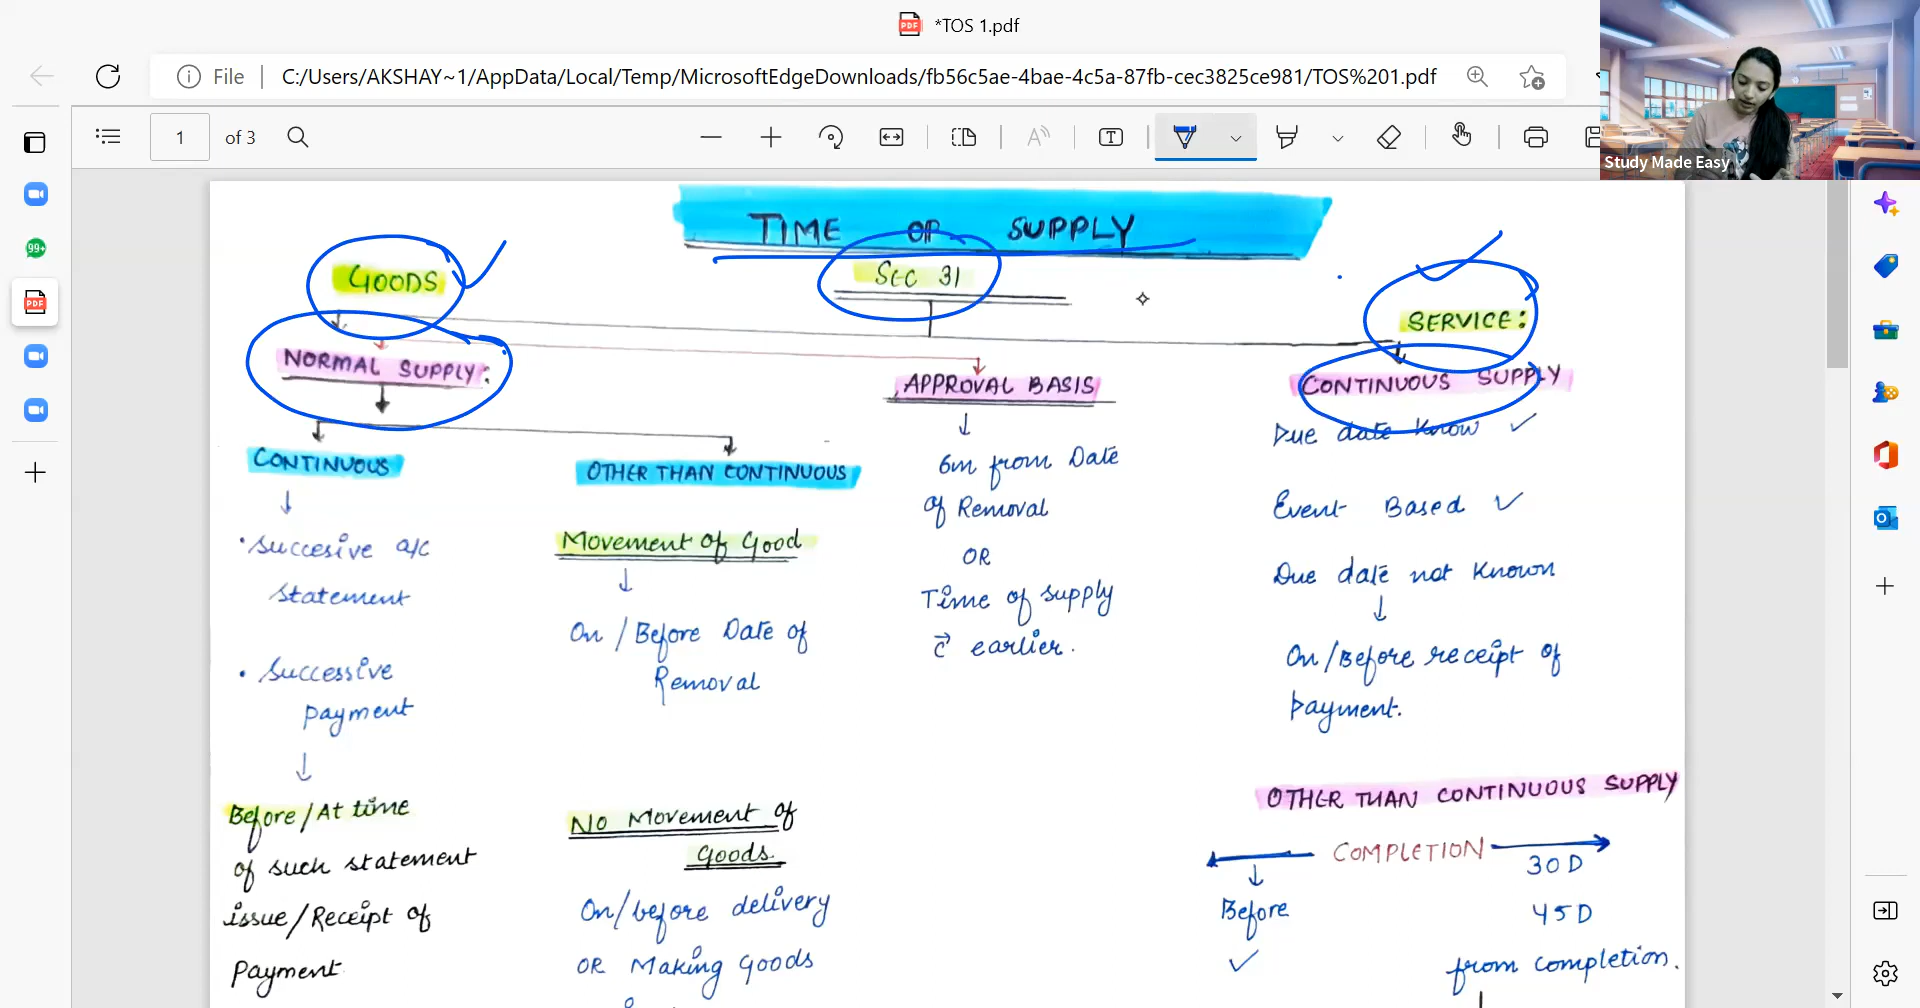 *TOS 1.pdf
File
C:/Users/AKSHAY~1/AppData/Local/Temp/MicrosoftEdgeDownloads/fb56c5ae-4bae-4c5a-87fb-cec3825ce981/TOS%201.pdf
1 of 3
Study Made Easy
99+
TIME OF SUPPLY
SEC 31
GOODS
SERVICE:
NORMAL SUPPLY:
CONTINUOUS
• Succesive a/c
statement
• Successive
payment
Before/At time
of such statement
issue/Receipt of
Payment
OTHER THAN CONTINUOUS
Movement of Good
On / Before Date of
Removal
No Movement of
Goods.
On/before delivery
OR Making goods
APPROVAL BASIS
6m from Date
of Removal
OR
Time of supply
earlier.
CONTINUOUS SUPPLY
Due date know ✓
Event Based ✓
Due date not known
On/Before receipt of
payment.
OTHER THAN CONTINUOUS SUPPLY
COMPLETION
Before
✓
30 D
45 D
from completion.